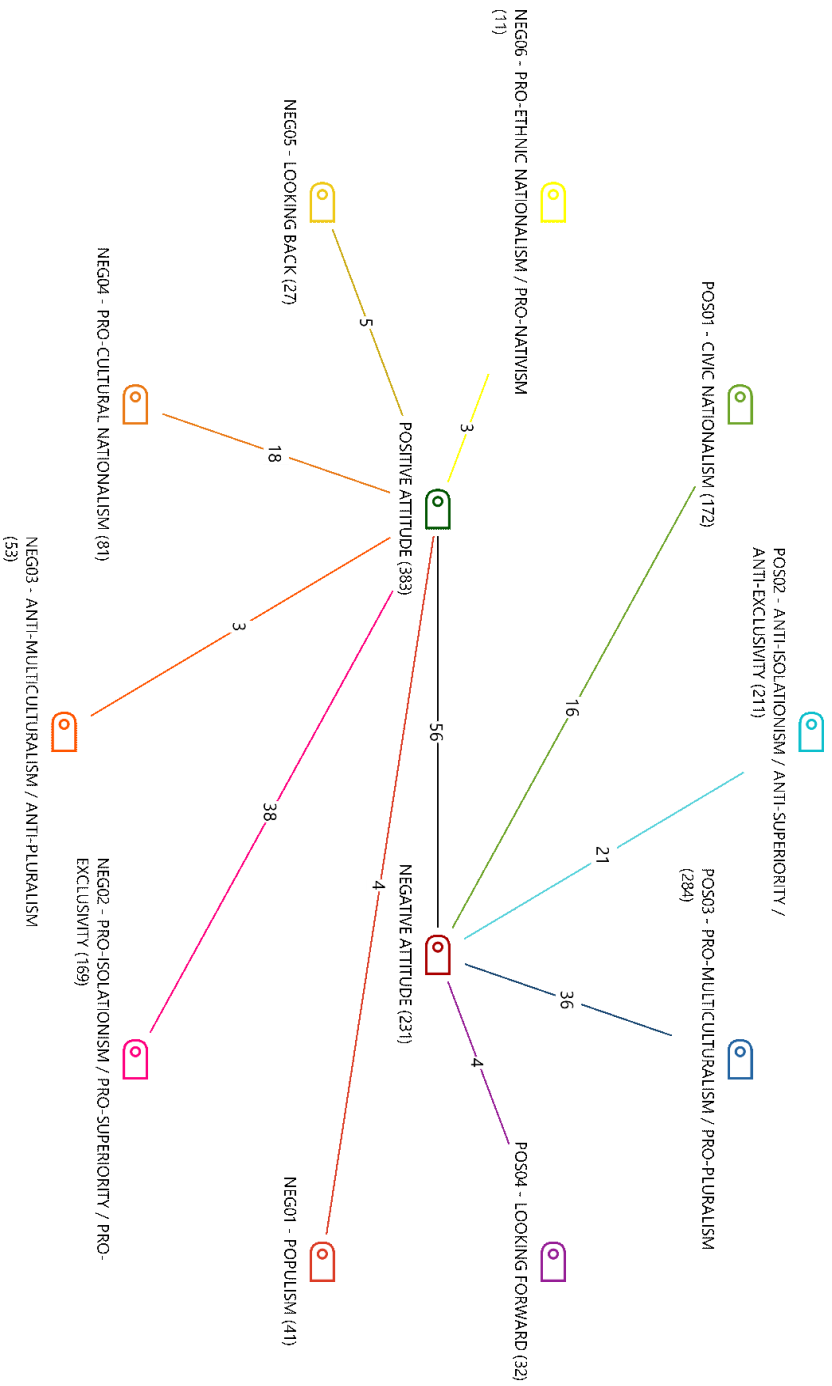 POS02 - ANTI-ISOLATIONISM / ANTI-SUPERIORITY /
ANTI-EXCLUSIVITY (211)
POS01 - CIVIC NATIONALISM (172)
POS03 - PRO-MULTICULTURALISM / PRO-PLURALISM
(284)
16
21
36
NEG06 - PRO-ETHNIC NATIONALISM / PRO-NATIVISM
(11)
POS04 - LOOKING FORWARD (32)
3
4
56
POSITIVE ATTITUDE (383)
NEGATIVE ATTITUDE (231)
5
4
NEG05 - LOOKING BACK (27)
NEG01 - POPULISM (41)
18
38
3
NEG04 - PRO-CULTURAL NATIONALISM (81)
NEG02 - PRO-ISOLATIONISM / PRO-SUPERIORITY / PRO-
EXCLUSIVITY (169)
NEG03 - ANTI-MULTICULTURALISM / ANTI-PLURALISM
(53)